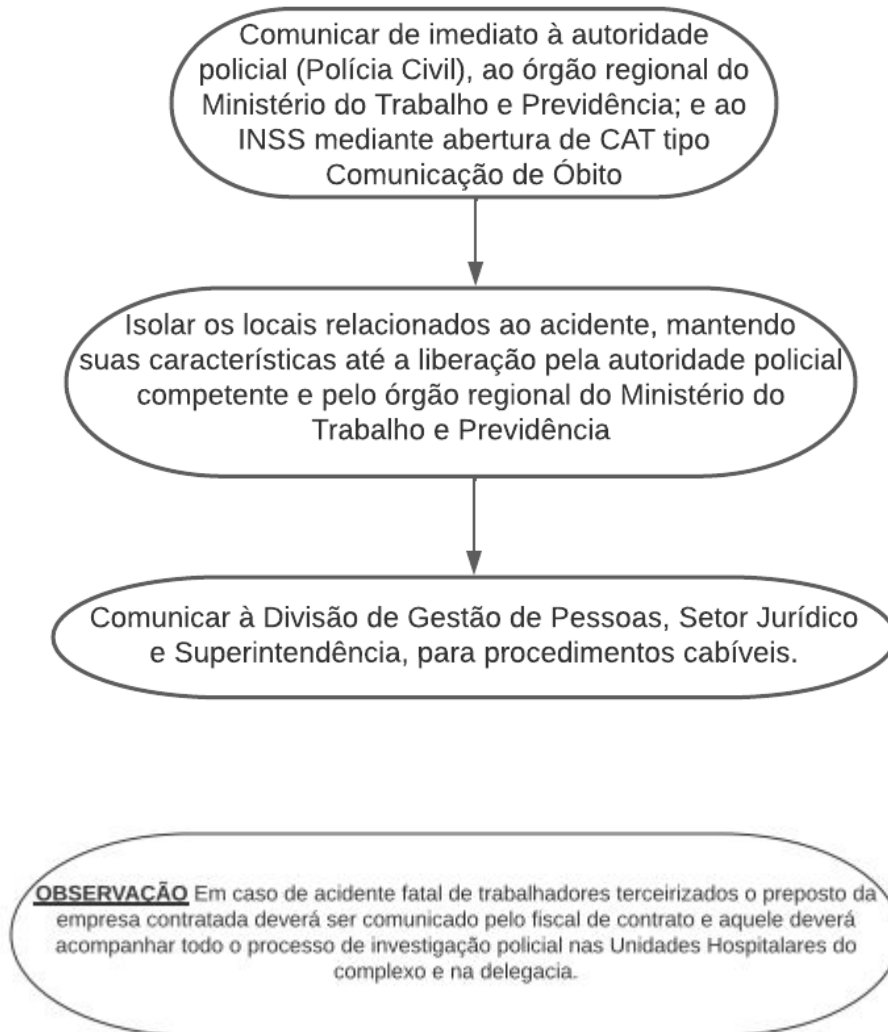 Comunicar de imediato à autoridade
policial (Polícia Civil), ao órgão regional do
Ministério do Trabalho e Previdência; e ao
INSS mediante abertura de CAT tipo
Comunicação de Óbito
Isolar os locais relacionados ao acidente, mantendo
suas características até a liberação pela autoridade policial
competente e pelo órgão regional do Ministério do
Trabalho e Previdência
Comunicar à Divisão de Gestão de Pessoas, Setor Jurídico
e Superintendência, para procedimentos cabíveis.
OBSERVAÇÃO Em caso de acidente fatal de trabalhadores terceirizados o preposto da
empresa contratada deverá ser comunicado pelo fiscal de contrato e aquele deverá
acompanhar todo o processo de investigação policial nas Unidades Hospitalares do
complexo e na delegacia.